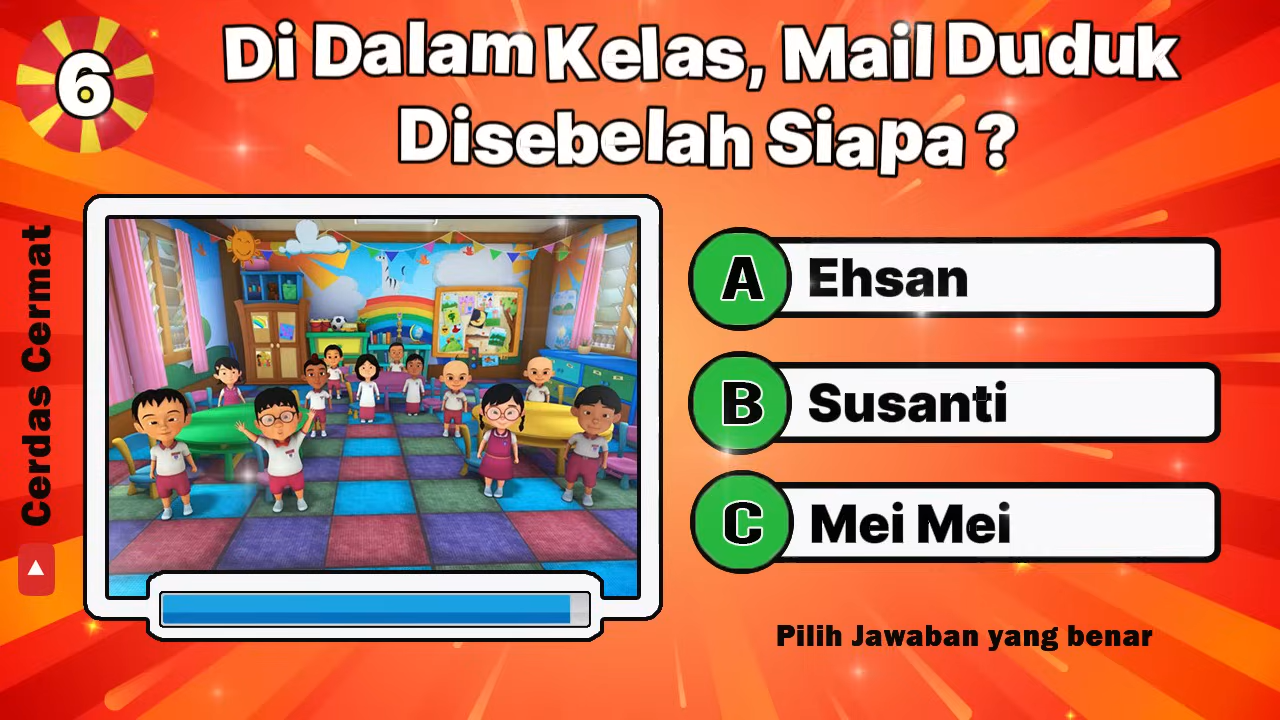 6
Di Dalam Kelas, Mail Duduk
Disebelah Siapa ?
Cerdas Cermat
A Ehsan
B Susanti
C Mei Mei
Pilih Jawaban yang benar